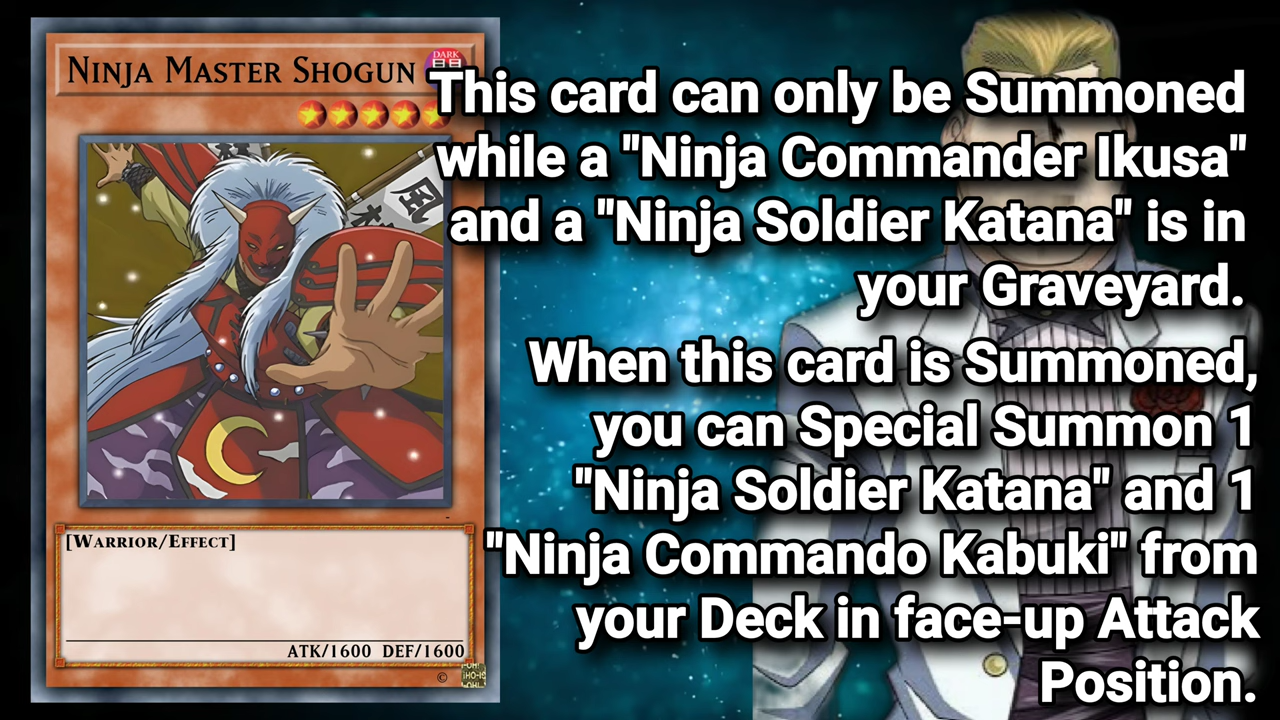 NINJA MASTER SHOGUN
DARK
This card can only be Summoned
while a "Ninja Commander Ikusa"
and a "Ninja Soldier Katana" is in
your Graveyard.
When this card is Summoned,
you can Special Summon 1
"Ninja Soldier Katana" and 1
"Ninja Commando Kabuki" from
your Deck in face-up Attack
Position.
風
[WARRIOR/EFFECT]
ATK/1600 DEF/1600
©